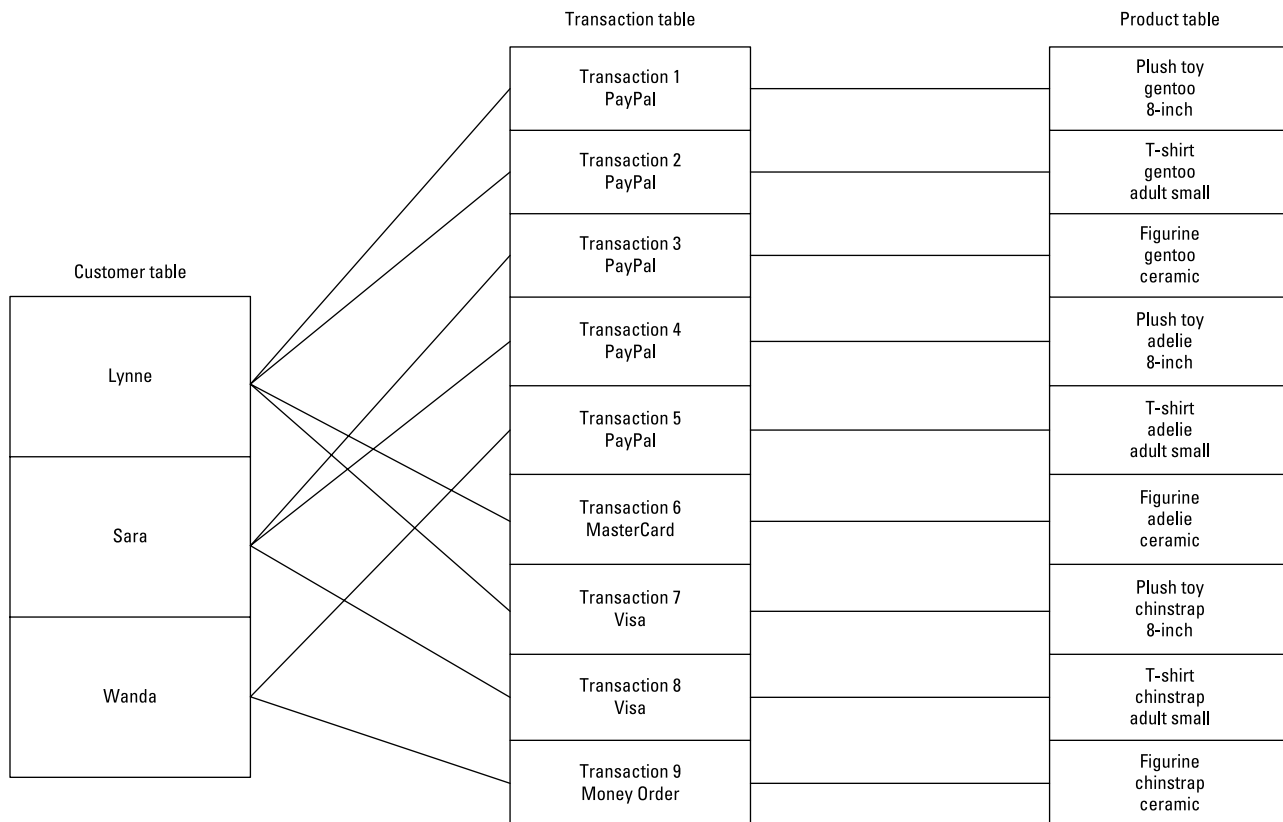 Customer table
Lynne
Sara
Wanda
Transaction table
Transaction 1
PayPal
Transaction 2
PayPal
Transaction 3
PayPal
Transaction 4
PayPal
Transaction 5
PayPal
Transaction 6
MasterCard
Transaction 7
Visa
Transaction 8
Visa
Transaction 9
Money Order
Product table
Plush toy
gentoo
8-inch
T-shirt
gentoo
adult small
Figurine
gentoo
ceramic
Plush toy
adelie
8-inch
T-shirt
adelie
adult small
Figurine
adelie
ceramic
Plush toy
chinstrap
8-inch
T-shirt
chinstrap
adult small
Figurine
chinstrap
ceramic